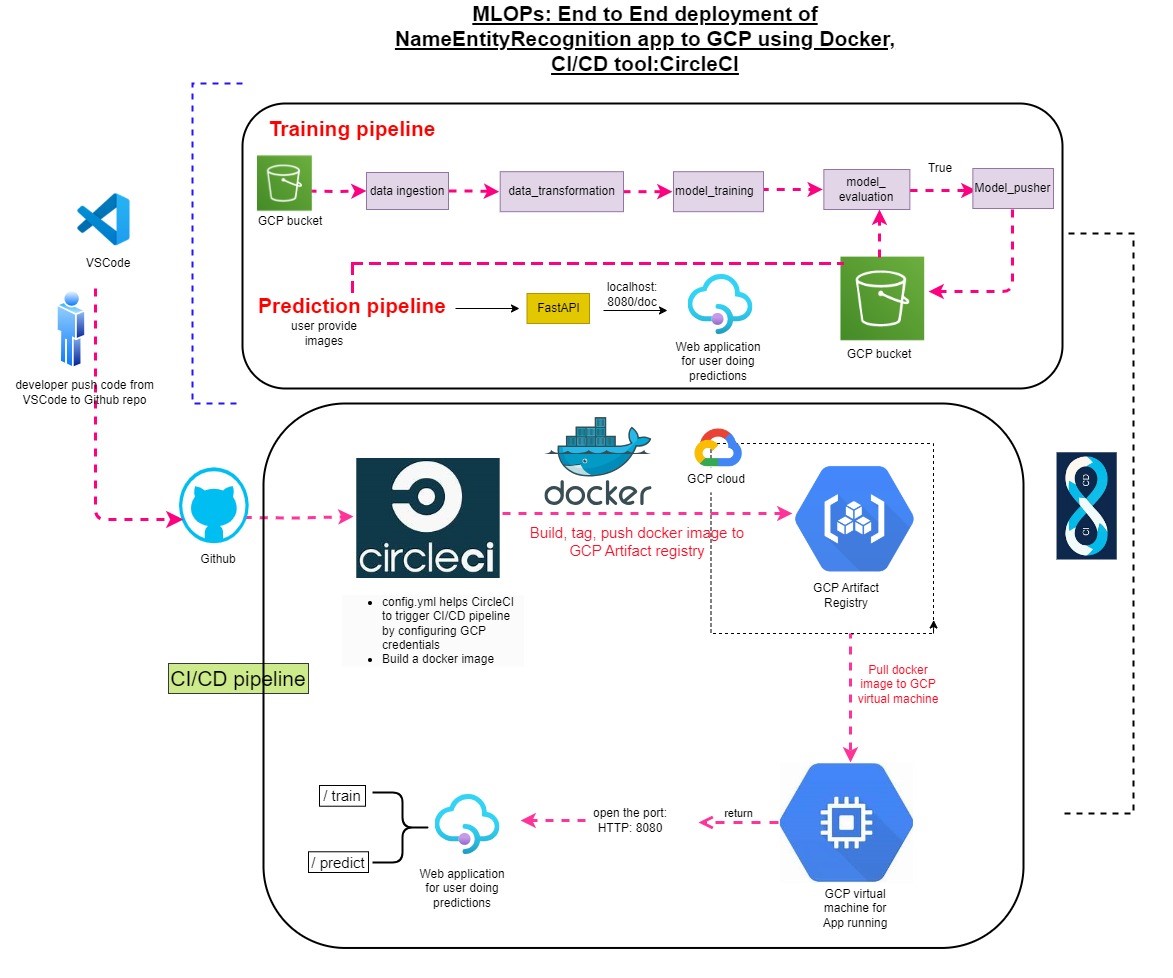 MLOPs: End to End deployment of
NameEntityRecognition app to GCP using Docker,
CI/CD tool:CircleCI
Training pipeline
GCP bucket
data ingestion
data_transformation
model_training
model_
evaluation
True
Model_pusher
VSCode
Prediction pipeline
user provide
images
FastAPI
localhost:
8080/doc
Web application
for user doing
predictions
GCP bucket
developer push code from
VSCode to Github repo
Github
circleci
docker
GCP cloud
Build, tag, push docker image to
GCP Artifact registry
GCP Artifact
Registry
CD
CI
config.yml helps CircleCI
to trigger CI/CD pipeline
by configuring GCP
credentials
Build a docker image
CI/CD pipeline
Pull docker
image to GCP
virtual machine
/ train
/ predict
Web application
for user doing
predictions
open the port:
HTTP: 8080
return
GCP virtual
machine for
App running